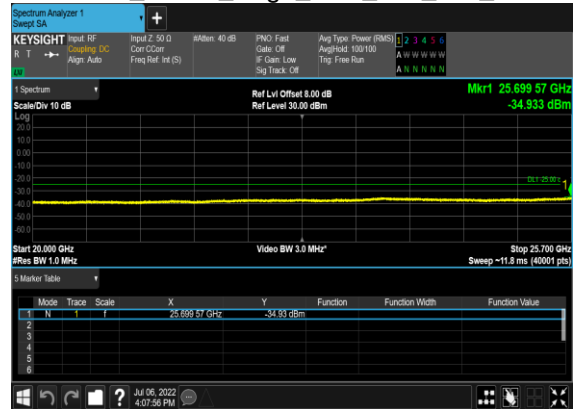 Spectrum Analyzer 1
Swept SA
+
KEYSIGHT Input: RF Input Z: 50 Ω #Atten: 40 dB PNO: Fast Avg Type: Power (RMS) 1 2 3 4 5 6
R T Coupling: DC Corr CCorr Gate: Off Avg|Hold: 100/100 A W W W W W
Align: Auto Freq Ref: Int (S) IF Gain: Low Trig: Free Run
LW Sig Track: Off A N N N N N
1 Spectrum Ref Lvl Offset 8.00 dB Mkr1 25.699 57 GHz
Scale/Div 10 dB Ref Level 30.00 dBm -34.933 dBm
Log
20.0
10.0
0.00
-10.0
-20.0 DL1 -25.00 1
-30.0
-40.0
-50.0
-60.0
Start 20.000 GHz Video BW 3.0 MHz* Stop 25.700 GHz
#Res BW 1.0 MHz Sweep ~11.8 ms (40001 pts)
5 Marker Table
Mode Trace Scale X Y Function Function Width Function Value
1 N 1 f 25.699 57 GHz -34.93 dBm
2
3
4
5
6
? Jul 06, 2022
4:07:56 PM